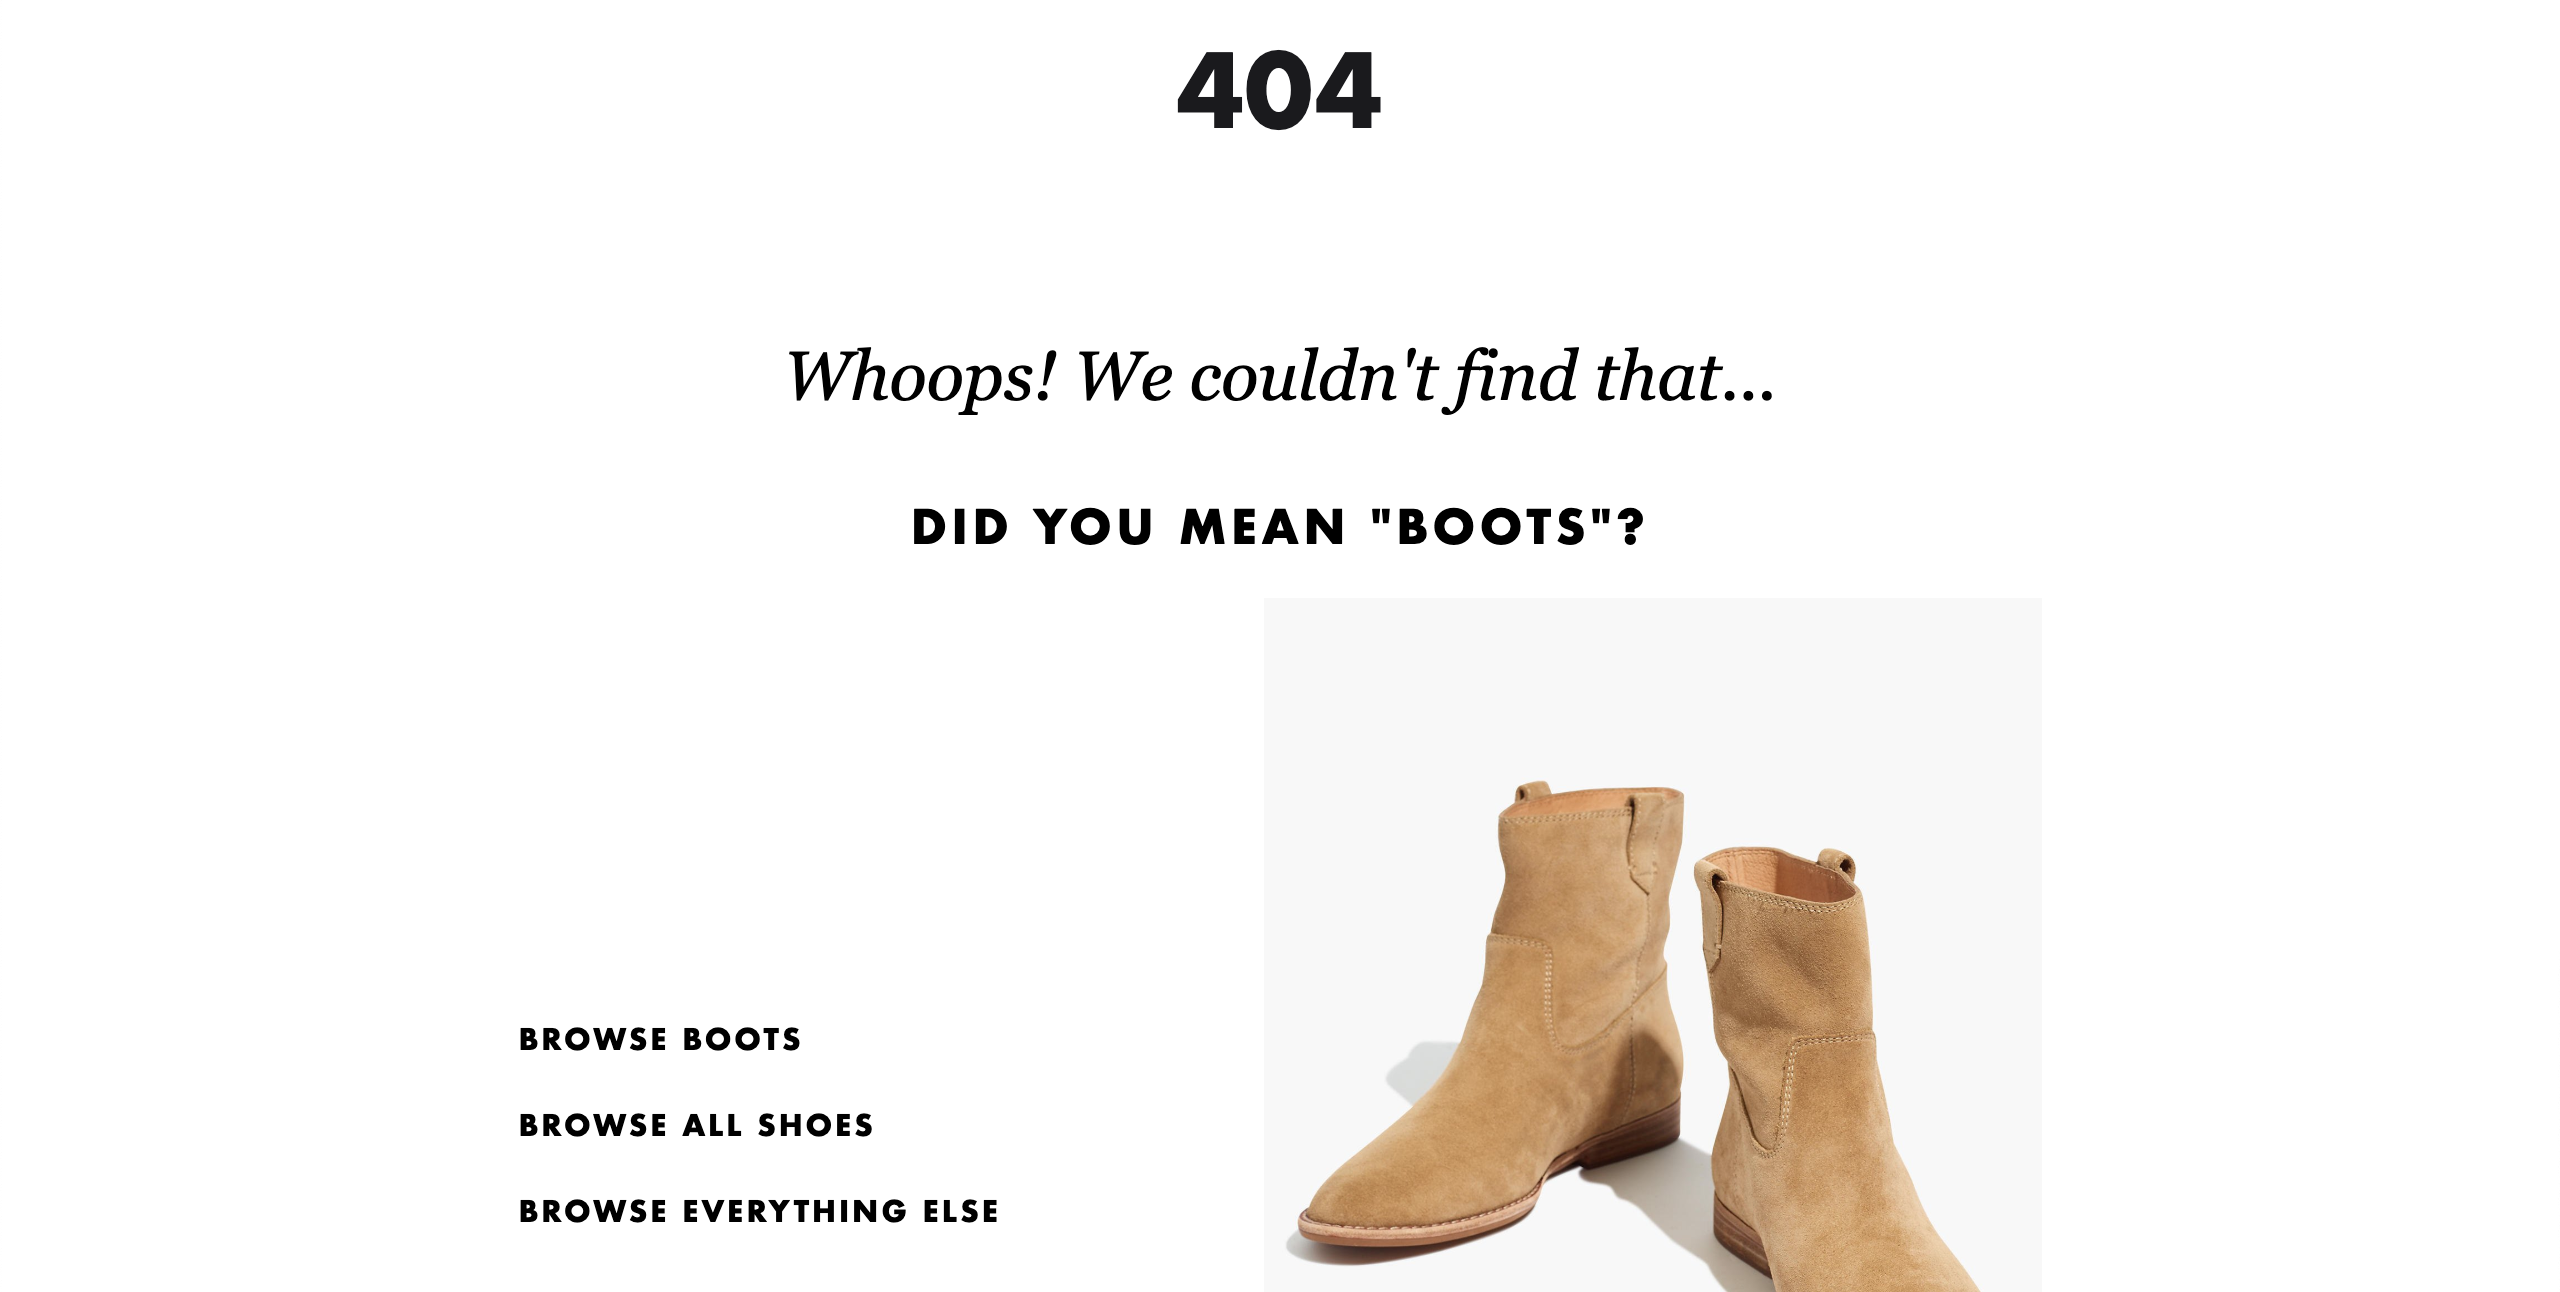 404
Whoops! We couldn't find that...
DID YOU MEAN "BOOTS"?
BROWSE BOOTS
BROWSE ALL SHOES
BROWSE EVERYTHING ELSE